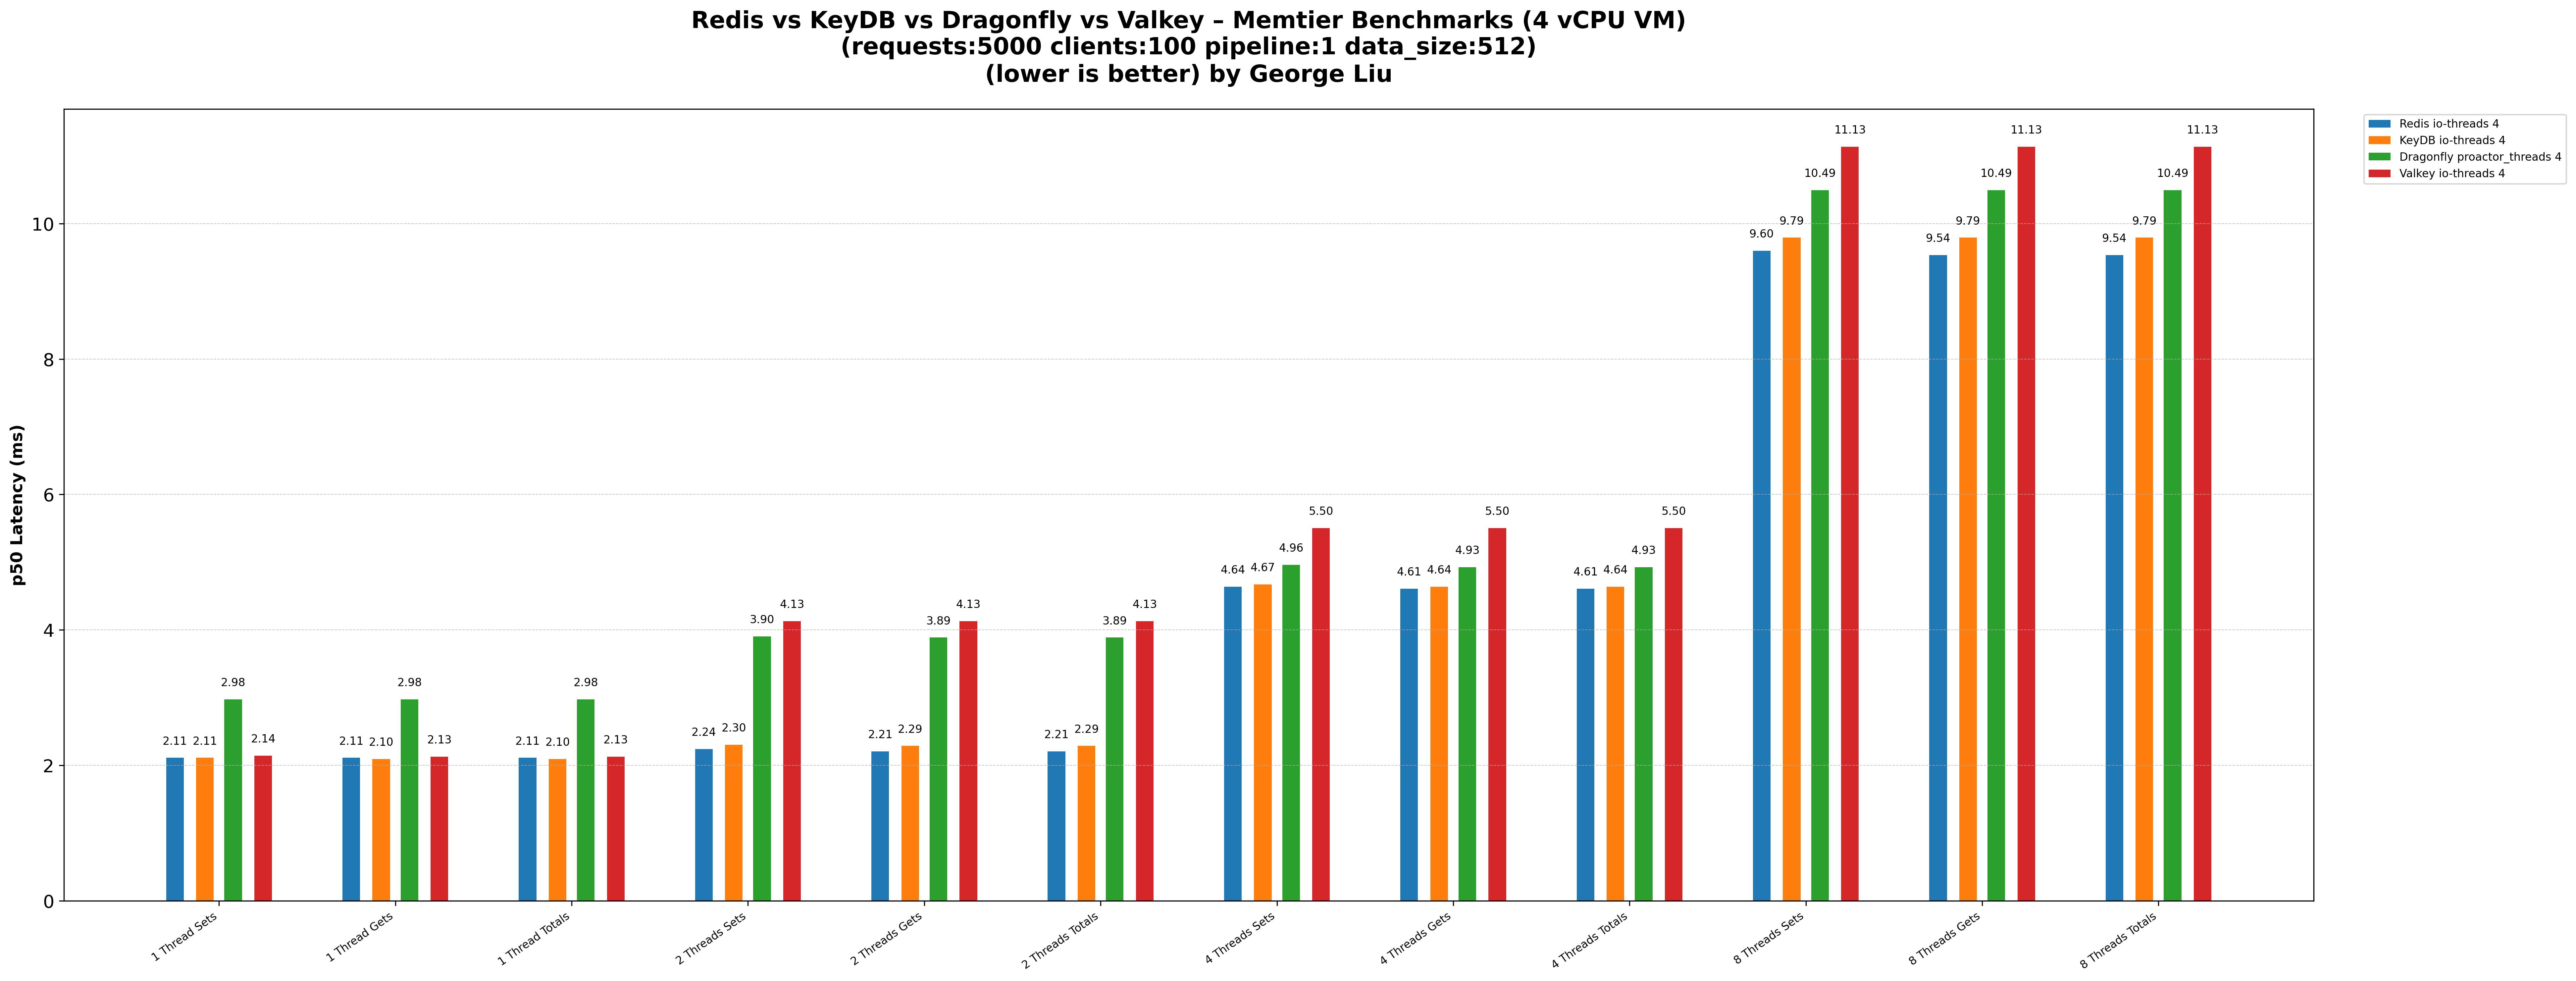 Redis vs KeyDB vs Dragonfly vs Valkey – Memtier Benchmarks (4 vCPU VM)
(requests:5000 clients:100 pipeline:1 data_size:512)
(lower is better) by George Liu
Redis io-threads 4
KeyDB io-threads 4
Dragonfly proactor_threads 4
Valkey io-threads 4
p50 Latency (ms)
10
8
6
4
2
0
2.11 2.11 2.98 2.14
2.11 2.10 2.98 2.13
2.11 2.10 2.98 2.13
2.24 2.30 3.90 4.13
2.21 2.29 3.89 4.13
2.21 2.29 3.89 4.13
4.64 4.67 4.96 5.50
4.61 4.64 4.93 5.50
4.61 4.64 4.93 5.50
9.60 9.79 10.49 11.13
9.54 9.79 10.49 11.13
9.54 9.79 10.49 11.13
1 Thread Sets
1 Thread Gets
1 Thread Totals
2 Threads Sets
2 Threads Gets
2 Threads Totals
4 Threads Sets
4 Threads Gets
4 Threads Totals
8 Threads Sets
8 Threads Gets
8 Threads Totals